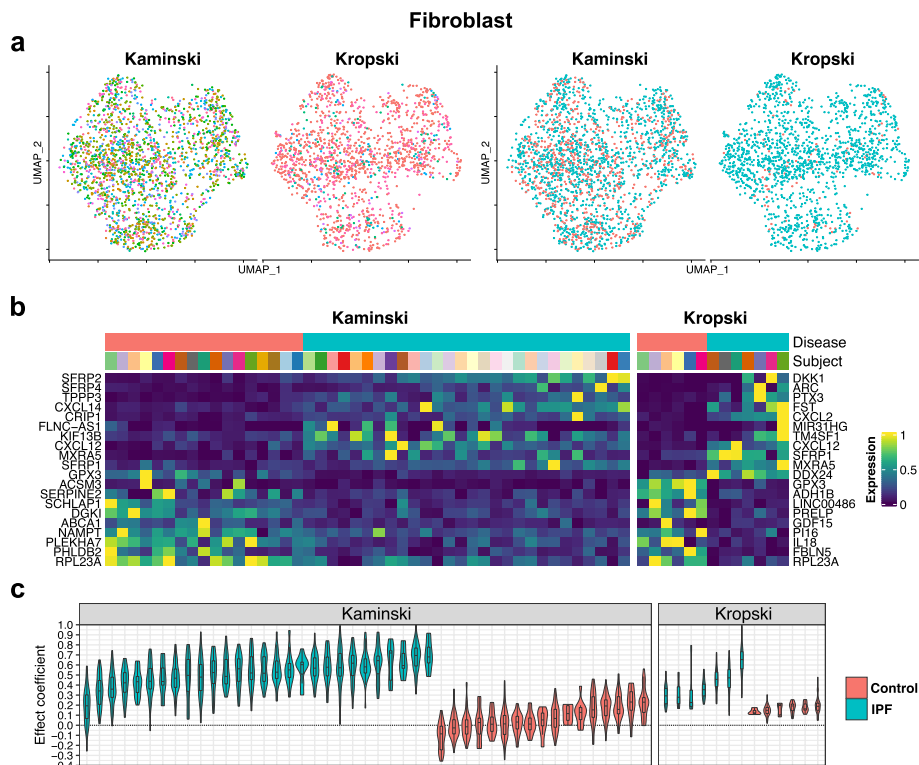 Fibroblast
a
Kaminski Kropski Kaminski Kropski
UMAP_2 UMAP_2
UMAP_1 UMAP_1
b
Kaminski Kropski
Disease
Subject
SFRP2 DKK1
SFRP4 ARC
TPPP3 PTX3
CXCL14 FST
CRIP1 CXCL2
FLNC-AS1 MIR31HG
KIF13B TM4SF1
CXCL12 CXCL12
MXRA5 SFRP1
SFRP1 MXRA5
GPX3 DDX24
ACSM3 GPX3
SERPINE2 ADH1B
SCHLAP1 LINC00486
DGKI PRELP
ABCA1 GDF15
NAMPT PI16
PLEKHA7 IL18
PHLDB2 FBLN5
RPL23A RPL23A
Expression
1
0.5
0
c
Kaminski Kropski
Effect coefficient
1.0
0.9
0.8
0.7
0.6
0.5
0.4
0.3
0.2
0.1
0.0
-0.1
-0.2
-0.3
-0.4
Control
IPF